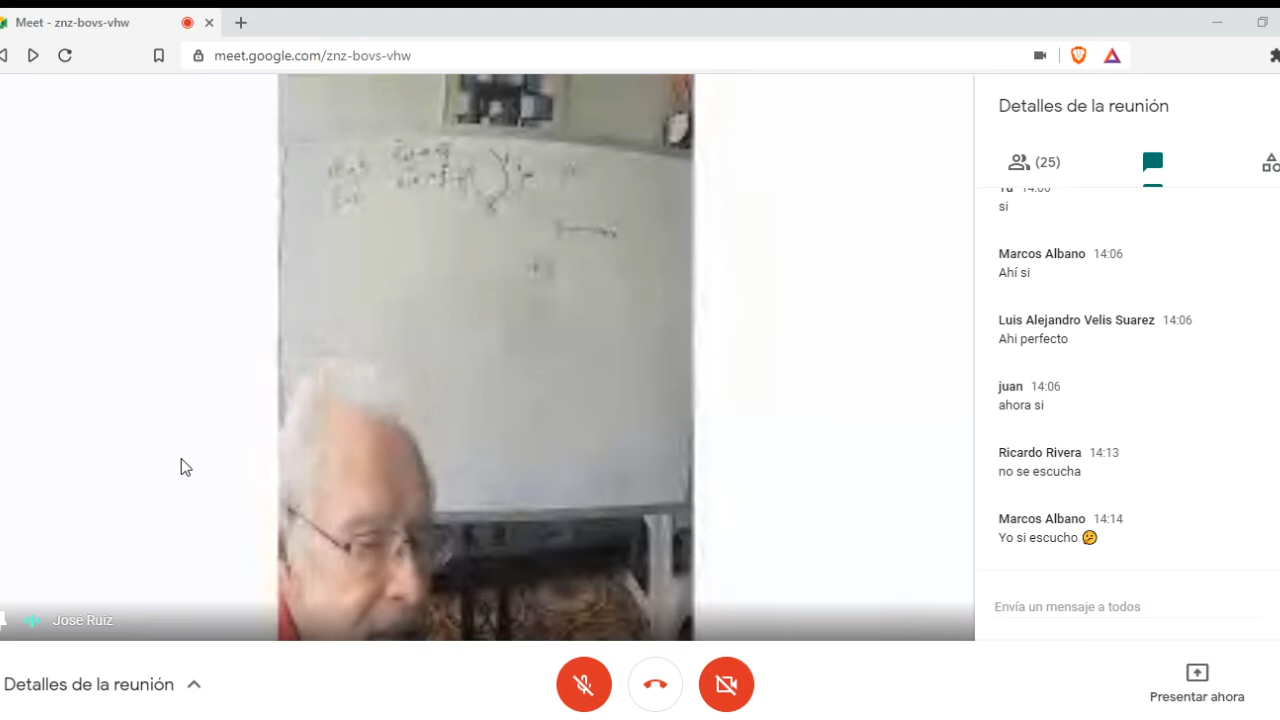 Meet - znz-bovs-vhw
meet.google.com/znz-bovs-vhw
Detalles de la reunión
(25)
14:06
si
Marcos Albano 14:06
Ahí si
Luis Alejandro Velis Suarez 14:06
Ahi perfecto
juan 14:06
ahora si
Ricardo Rivera 14:13
no se escucha
Marcos Albano 14:14
Yo si escucho 🤔
Envía un mensaje a todos
José Ruiz
Detalles de la reunión
Presentar ahora